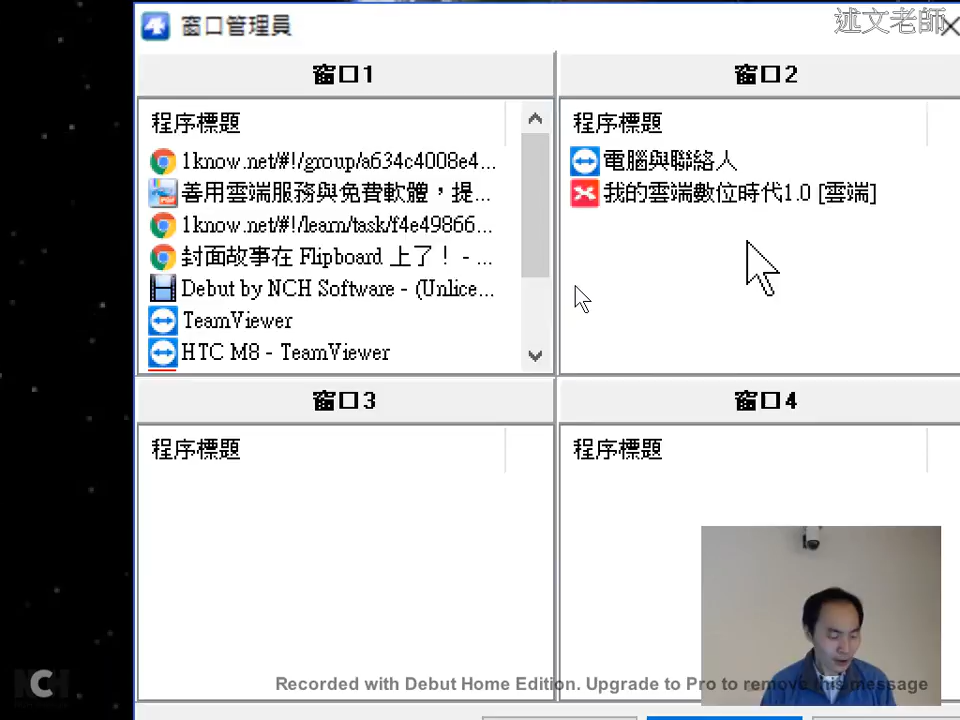 窗口管理員
述文老師
窗口1
窗口2
程序標題
程序標題
1know.net/#!/group/a634c4008e4...
善用雲端服務與免費軟體，提...
1know.net/#!/learn/task/f4e49866...
封面故事在 Flipboard 上了！ - ...
Debut by NCH Software - (Unlice...
TeamViewer
HTC M8 - TeamViewer
電腦與聯絡人
我的雲端數位時代1.0 [雲端]
窗口3
窗口4
程序標題
程序標題
NCH
Recorded with Debut Home Edition. Upgrade to Pro to remove this message